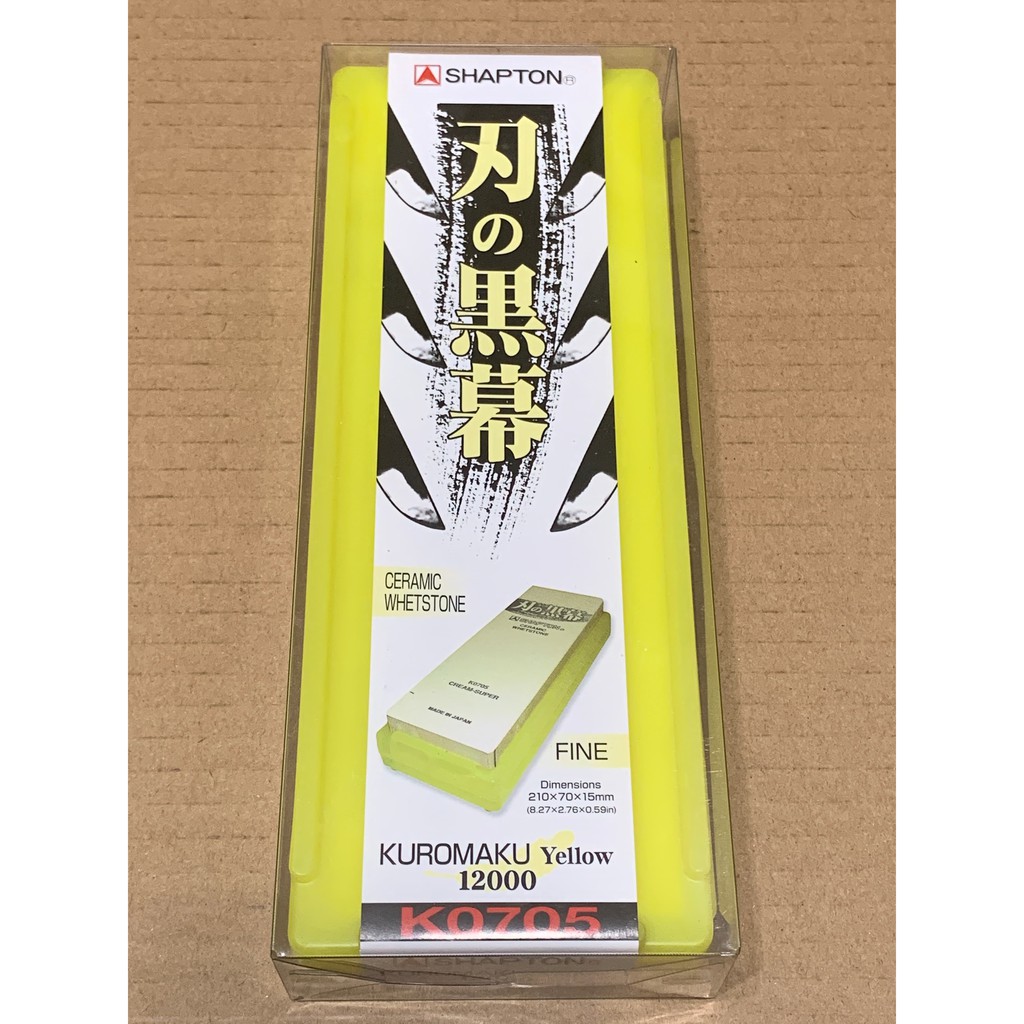 SHAPTON®
刃の黒幕
CERAMIC
WHETSTONE
刃の黒幕
CERAMIC
WHETSTONE
K0705
CREAM-SUPER
MADE IN JAPAN
FINE
Dimensions
210×70×15mm
(8.27×2.76×0.59in)
KUROMAKU Yellow
12000
K0705
SHAPTON